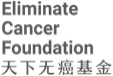 Eliminate
Cancer
Foundation
天下无癌基金